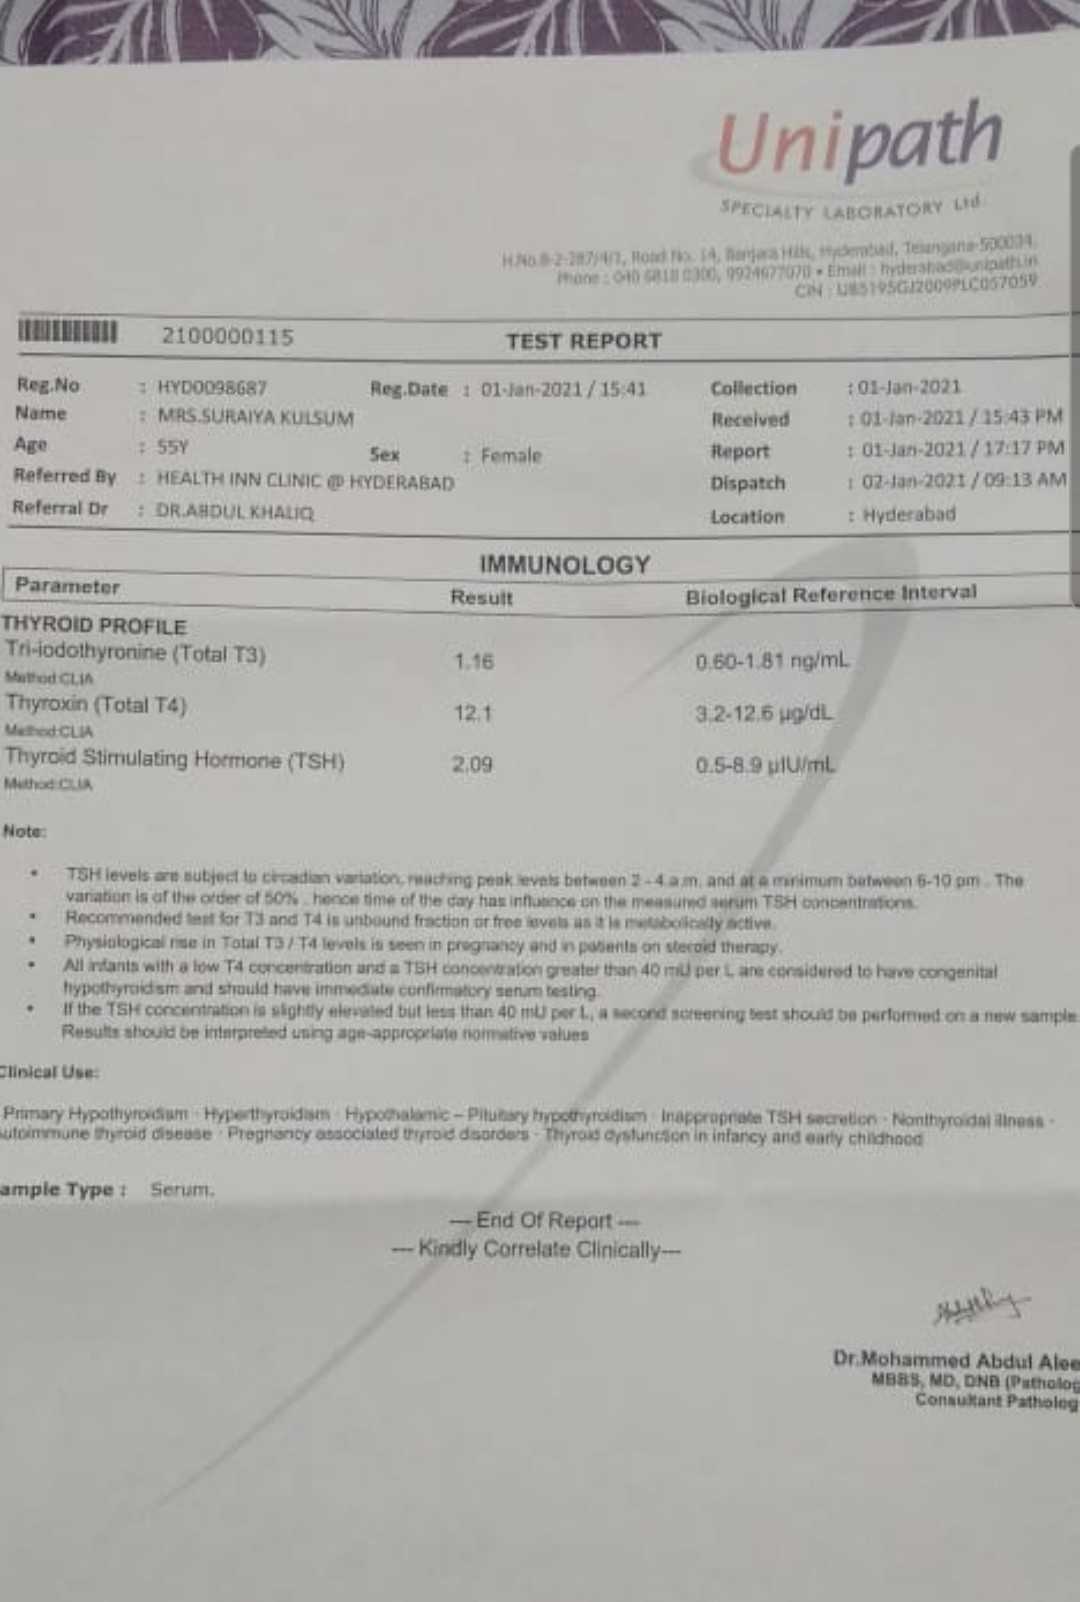 Unipath
SPECIALTY LABORATORY Ltd.
H.No.8-2-287/4/1, Road No. 14, Banjara Hills, Hyderabad, Telangana-500034.
Phone : 040 6818 0300, 9924677070 • Email : hyderabad@unipath.in
CIN : U85195GJ2009PLC057059
2100000115 TEST REPORT
Reg.No : HYD0098687 Reg.Date : 01-Jan-2021 / 15:41 Collection : 01-Jan-2021
Name : MRS.SURAIYA KULSUM Received : 01-Jan-2021 / 15:43 PM
Age : 55Y Sex : Female Report : 01-Jan-2021 / 17:17 PM
Referred By : HEALTH INN CLINIC @ HYDERABAD Dispatch : 02-Jan-2021 / 09:13 AM
Referral Dr : DR.ABDUL KHALIQ Location : Hyderabad
IMMUNOLOGY
Parameter Result Biological Reference Interval
THYROID PROFILE
Tri-iodothyronine (Total T3) 1.16 0.60-1.81 ng/mL
Method:CLIA
Thyroxin (Total T4) 12.1 3.2-12.6 µg/dL
Method:CLIA
Thyroid Stimulating Hormone (TSH) 2.09 0.5-8.9 µIU/mL
Method:CLIA
Note:
• TSH levels are subject to circadian variation, reaching peak levels between 2 - 4.a.m. and at a minimum between 6-10 pm . The
variation is of the order of 50% . hence time of the day has influence on the measured serum TSH concentrations.
• Recommended test for T3 and T4 is unbound fraction or free levels as it is metabolically active.
• Physiological rise in Total T3 / T4 levels is seen in pregnancy and in patients on steroid therapy.
• All infants with a low T4 concentration and a TSH concentration greater than 40 mU per L are considered to have congenital
hypothyroidism and should have immediate confirmatory serum testing.
• If the TSH concentration is slightly elevated but less than 40 mU per L, a second screening test should be performed on a new sample.
Results should be interpreted using age-appropriate normative values
Clinical Use:
Primary Hypothyroidism · Hyperthyroidism · Hypothalamic – Pituitary hypothyroidism · Inappropriate TSH secretion · Nonthyroidal illness ·
utoimmune thyroid disease · Pregnancy associated thyroid disorders · Thyroid dysfunction in infancy and early childhood
ample Type : Serum.
--- End Of Report ---
--- Kindly Correlate Clinically---
Dr.Mohammed Abdul Alee
MBBS, MD, DNB (Patholog
Consultant Patholog